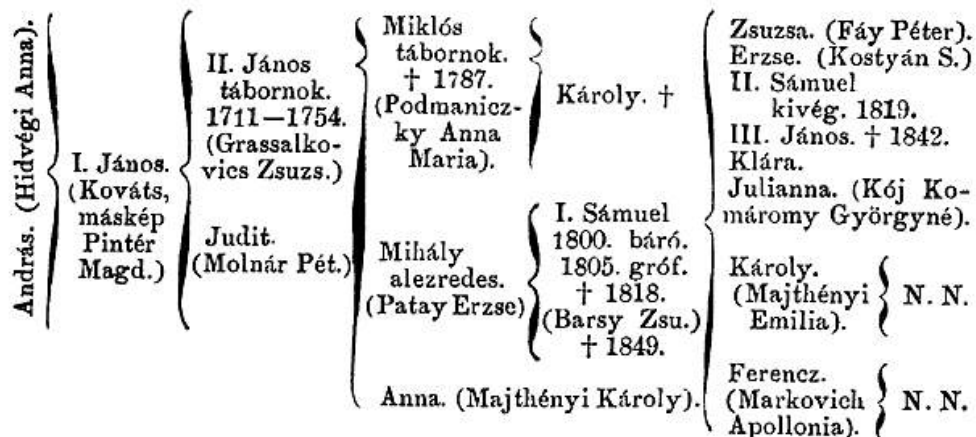 András. (Hidvégi Anna).
I. János.
(Kováts,
máskép
Pintér
Magd.)
II. János
tábornok.
1711—1754.
(Grassalko-
vics Zsuzs.)
Judit.
(Molnár Pét.)
Miklós
tábornok.
† 1787.
(Podmanicz-
ky Anna
Maria).
Mihály
alezredes.
(Patay Erzse)
Anna. (Majthényi Károly).
Károly. †
I. Sámuel
1800. báró.
1805. gróf.
† 1818.
(Barsy Zsu.)
† 1849.
Zsuzsa. (Fáy Péter).
Erzse. (Kostyán S.)
II. Sámuel
kivég. 1819.
III. János. † 1842.
Klára.
Julianna. (Kój Ko-
máromy Györgyné).
Károly.
(Majthényi
Emilia).
N. N.
Ferencz.
(Markovich
Apollonia).
N. N.